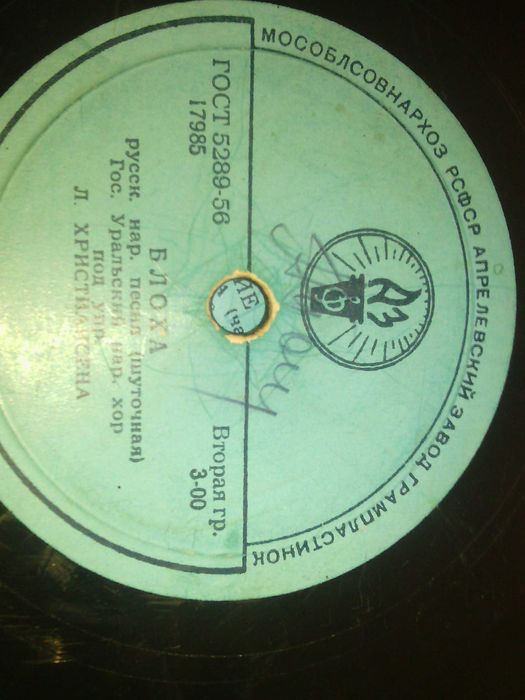 МОСОБЛСОВНАРХОЗ РСФСР АПРЕЛЕВСКИЙ ЗАВОД ГРАМПЛАСТИНОК
ГОСТ 5289-56
17985
Вторая гр.
3-00
БЛОХА
русск. нар. песня (шуточная)
Гос. Уральский нар. хор
под упр.
Л. ХРИСТИАНСЕНА